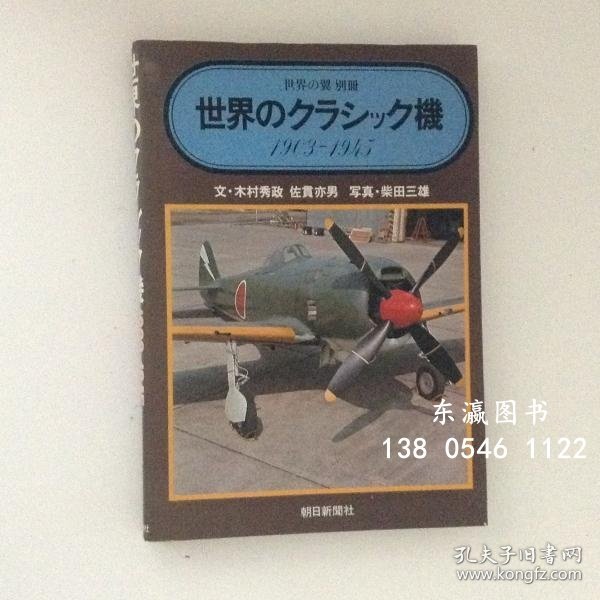 世界の翼 別冊
世界のクラシック機
1903-1945
文・木村秀政 佐貫亦男 写真・柴田三雄
朝日新聞社
东瀛图书
138 0546 1122
孔夫子旧书网
www.kongfz.com